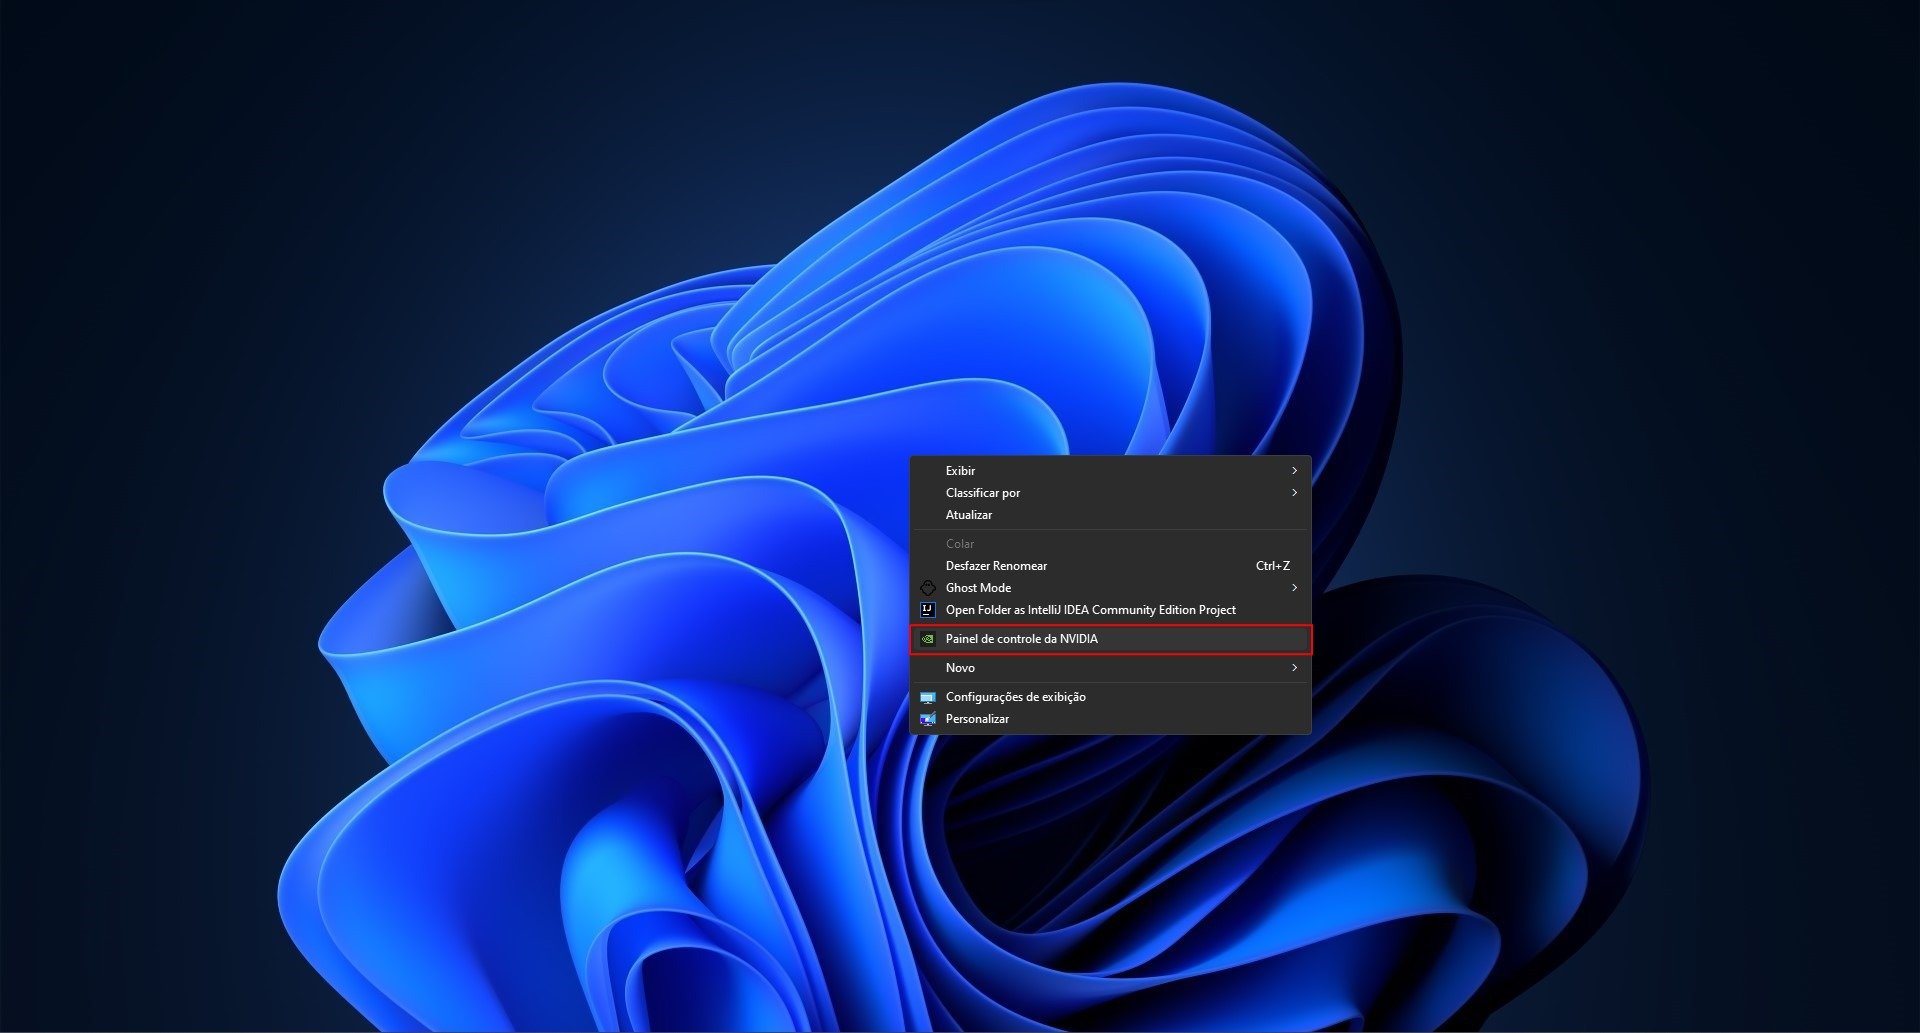 Exibir
Classificar por
Atualizar
Colar
Desfazer Renomear Ctrl+Z
Ghost Mode
Open Folder as IntelliJ IDEA Community Edition Project
Painel de controle da NVIDIA
Novo
Configurações de exibição
Personalizar